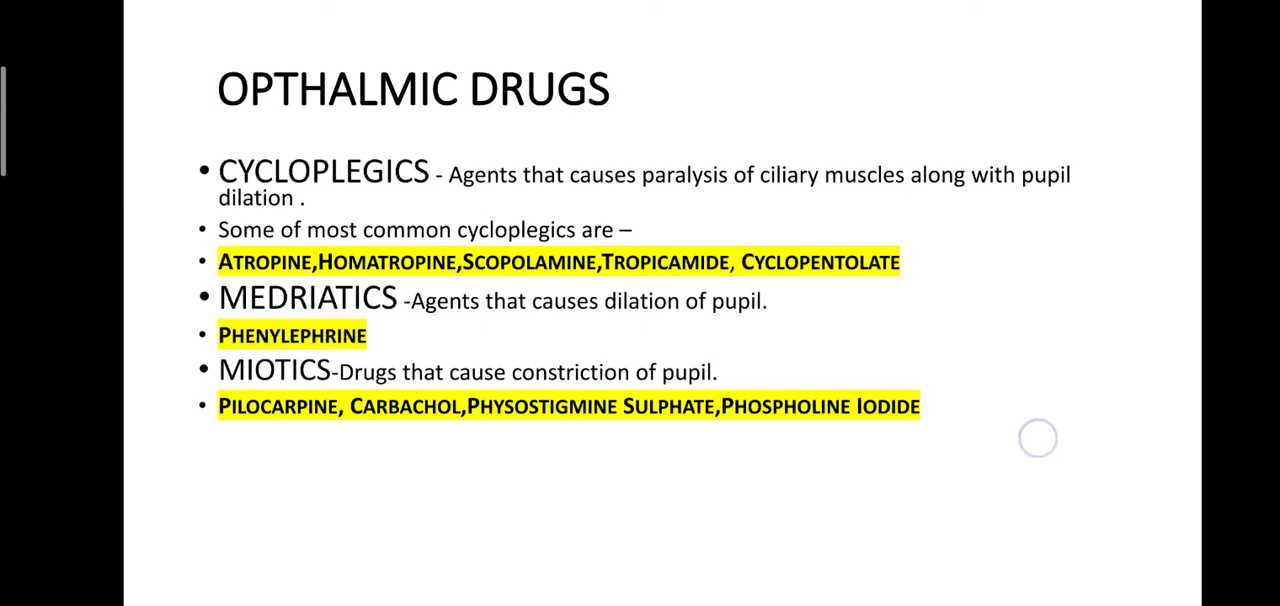 OPTHALMIC DRUGS
• CYCLOPLEGICS - Agents that causes paralysis of ciliary muscles along with pupil
dilation .
• Some of most common cycloplegics are –
• ATROPINE,HOMATROPINE,SCOPOLAMINE,TROPICAMIDE, CYCLOPENTOLATE
• MEDRIATICS -Agents that causes dilation of pupil.
• PHENYLEPHRINE
• MIOTICS-Drugs that cause constriction of pupil.
• PILOCARPINE, CARBACHOL,PHYSOSTIGMINE SULPHATE,PHOSPHOLINE IODIDE